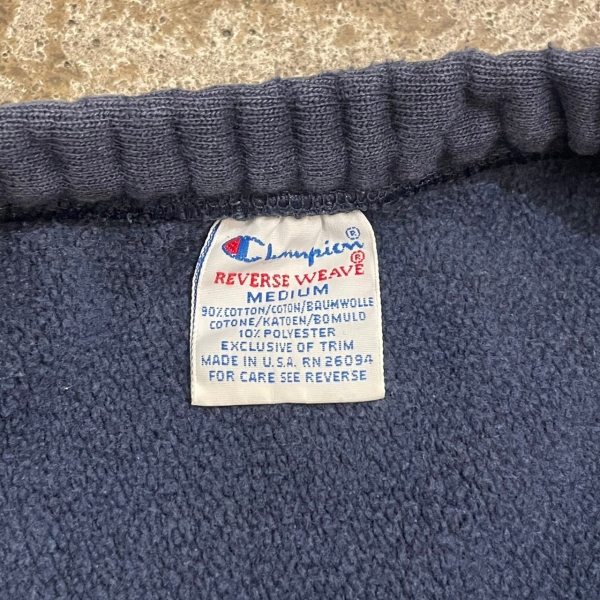 Champion®
REVERSE WEAVE®
MEDIUM
90% COTTON/COTON/BAUMWOLLE
COTONE/KATOEN/BOMULD
10% POLYESTER
EXCLUSIVE OF TRIM
MADE IN U.S.A. RN 26094
FOR CARE SEE REVERSE